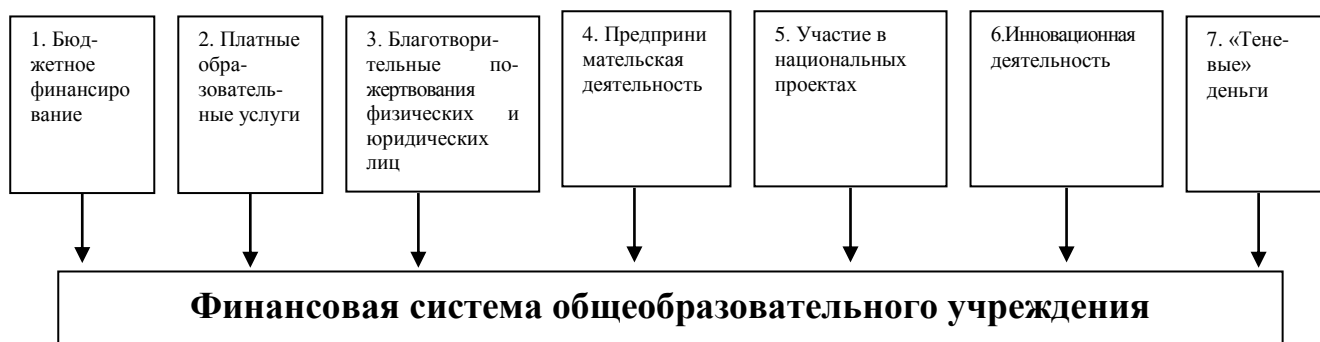 1. Бюд-
жетное
финансиро
вание
2. Платные
обра-
зователь-
ные услуги
3. Благотвори-
тельные по-
жертвования
физических и
юридических
лиц
4. Предприни
мательская
деятельность
5. Участие в
национальных
проектах
6.Инновационная
деятельность
7. «Тене-
вые»
деньги
Финансовая система общеобразовательного учреждения